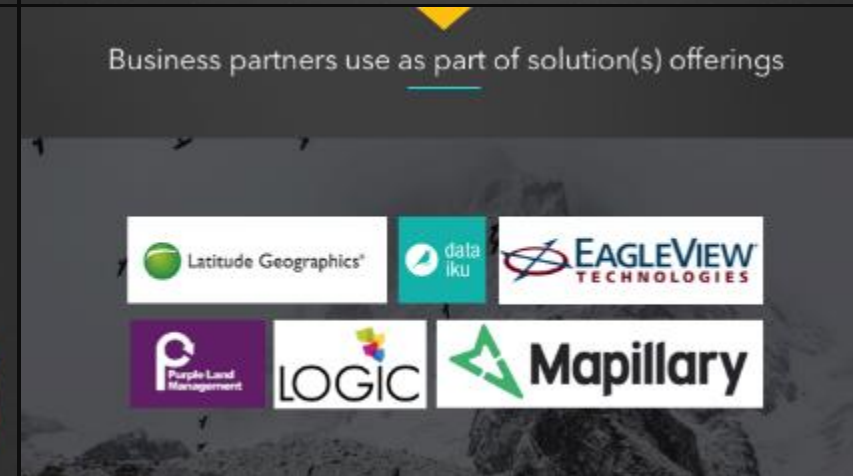 Business partners use as part of solution(s) offerings
Latitude Geographics®
data
iku
EAGLEVIEW
TECHNOLOGIES
Purple Land
Management
LOGIC
Mapillary